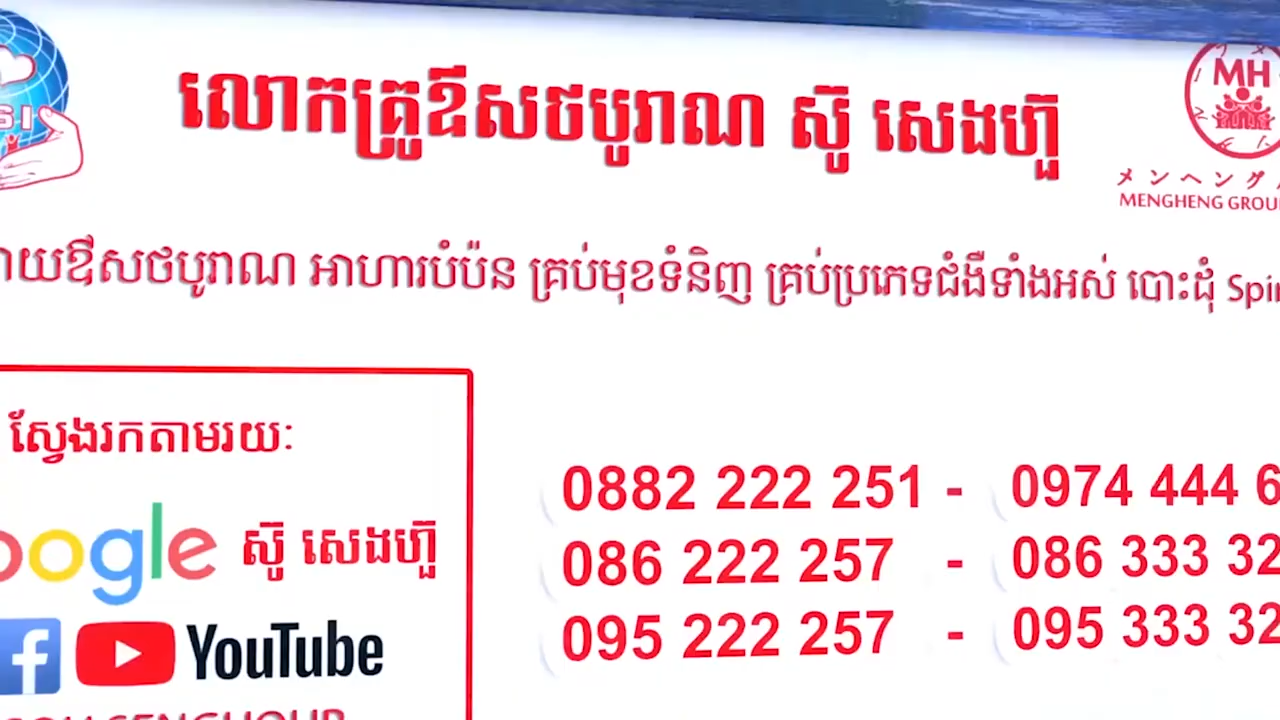 លោកគ្រូឱសថបូរាណ ស៊ូ សេងហ៊ួ
MH
メンヘング
MENGHENG GROUP
ាយឱសថបូរាណ អាហារបំប៉ន គ្រប់មុខទំនិញ គ្រប់ប្រភេទជំងឺទាំងអស់ បោះដុំ
ស្វែងរកតាមរយៈ
oogle ស៊ូ សេងហ៊ួ
YouTube
0882 222 251 - 0974 444 6
086 222 257 - 086 333 32
095 222 257 - 095 333 32